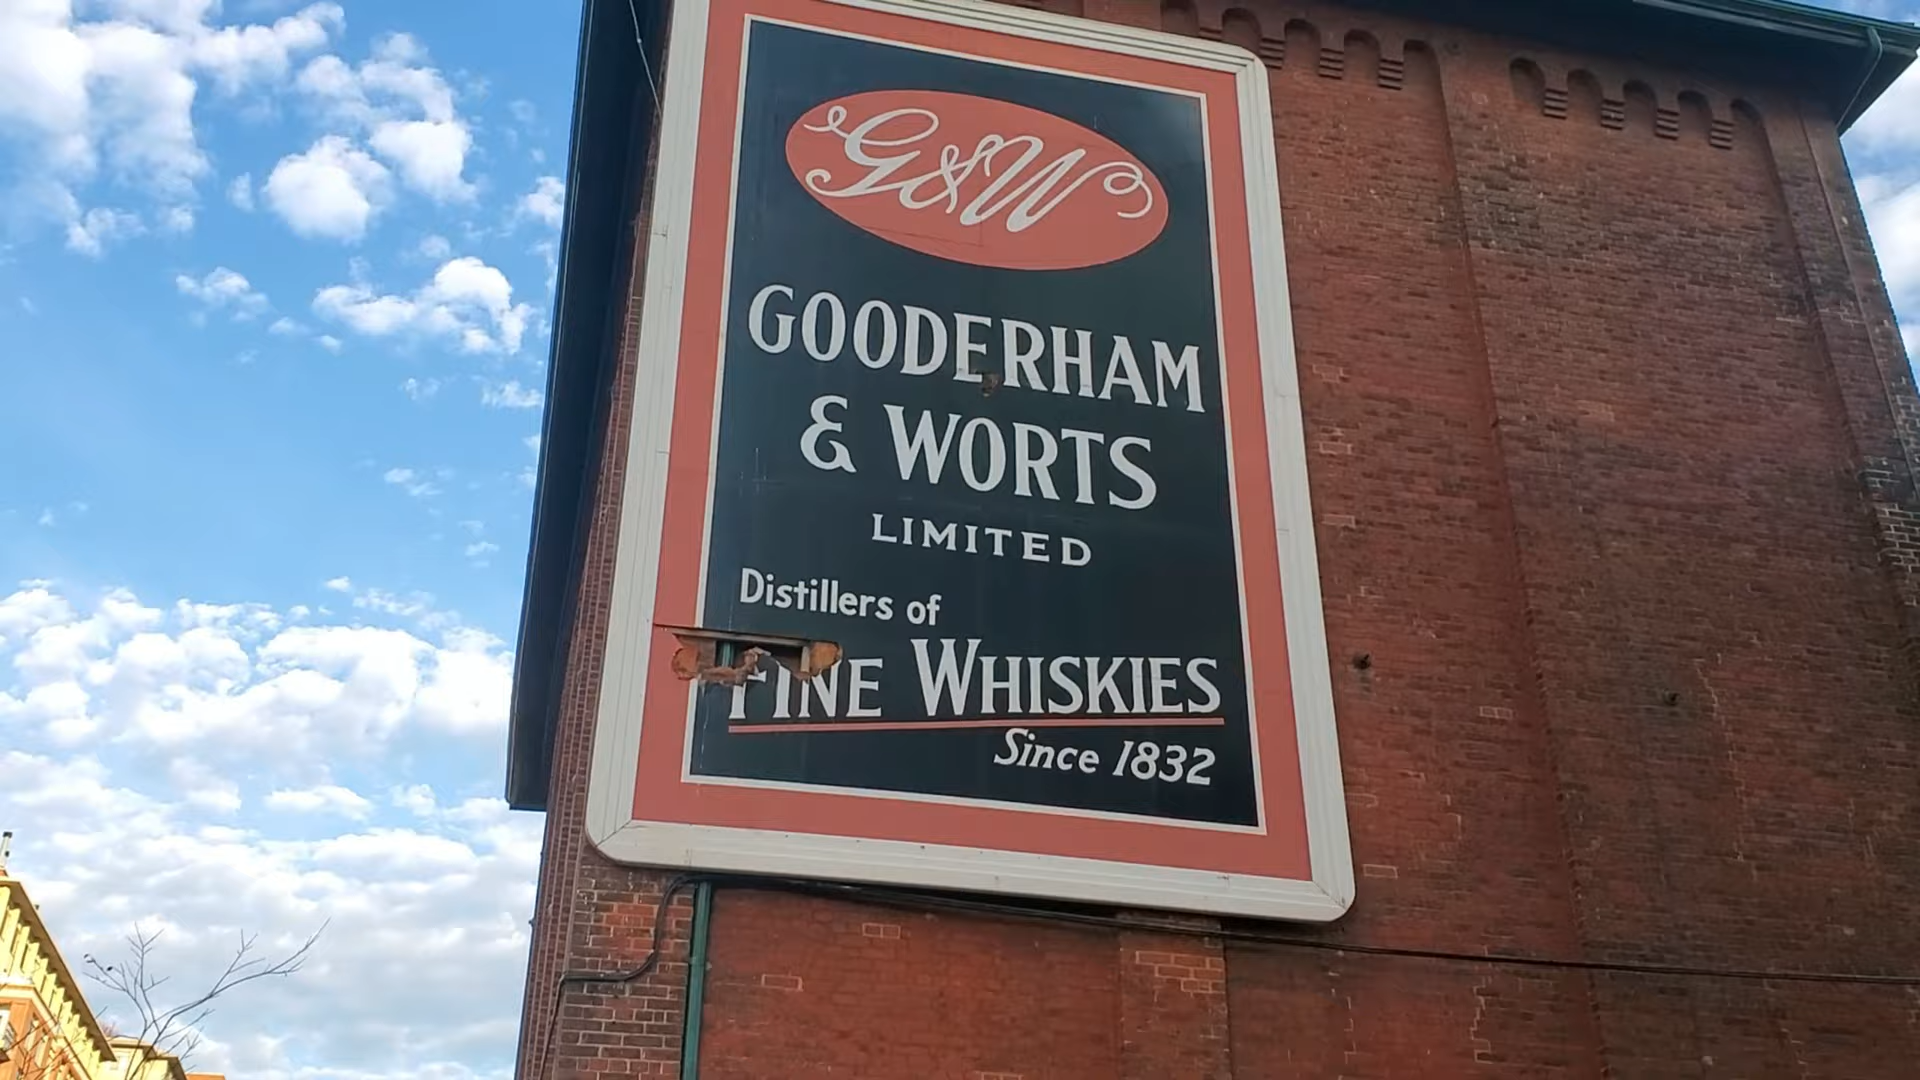 G&W
GOODERHAM
& WORTS
LIMITED
Distillers of
FINE WHISKIES
Since 1832